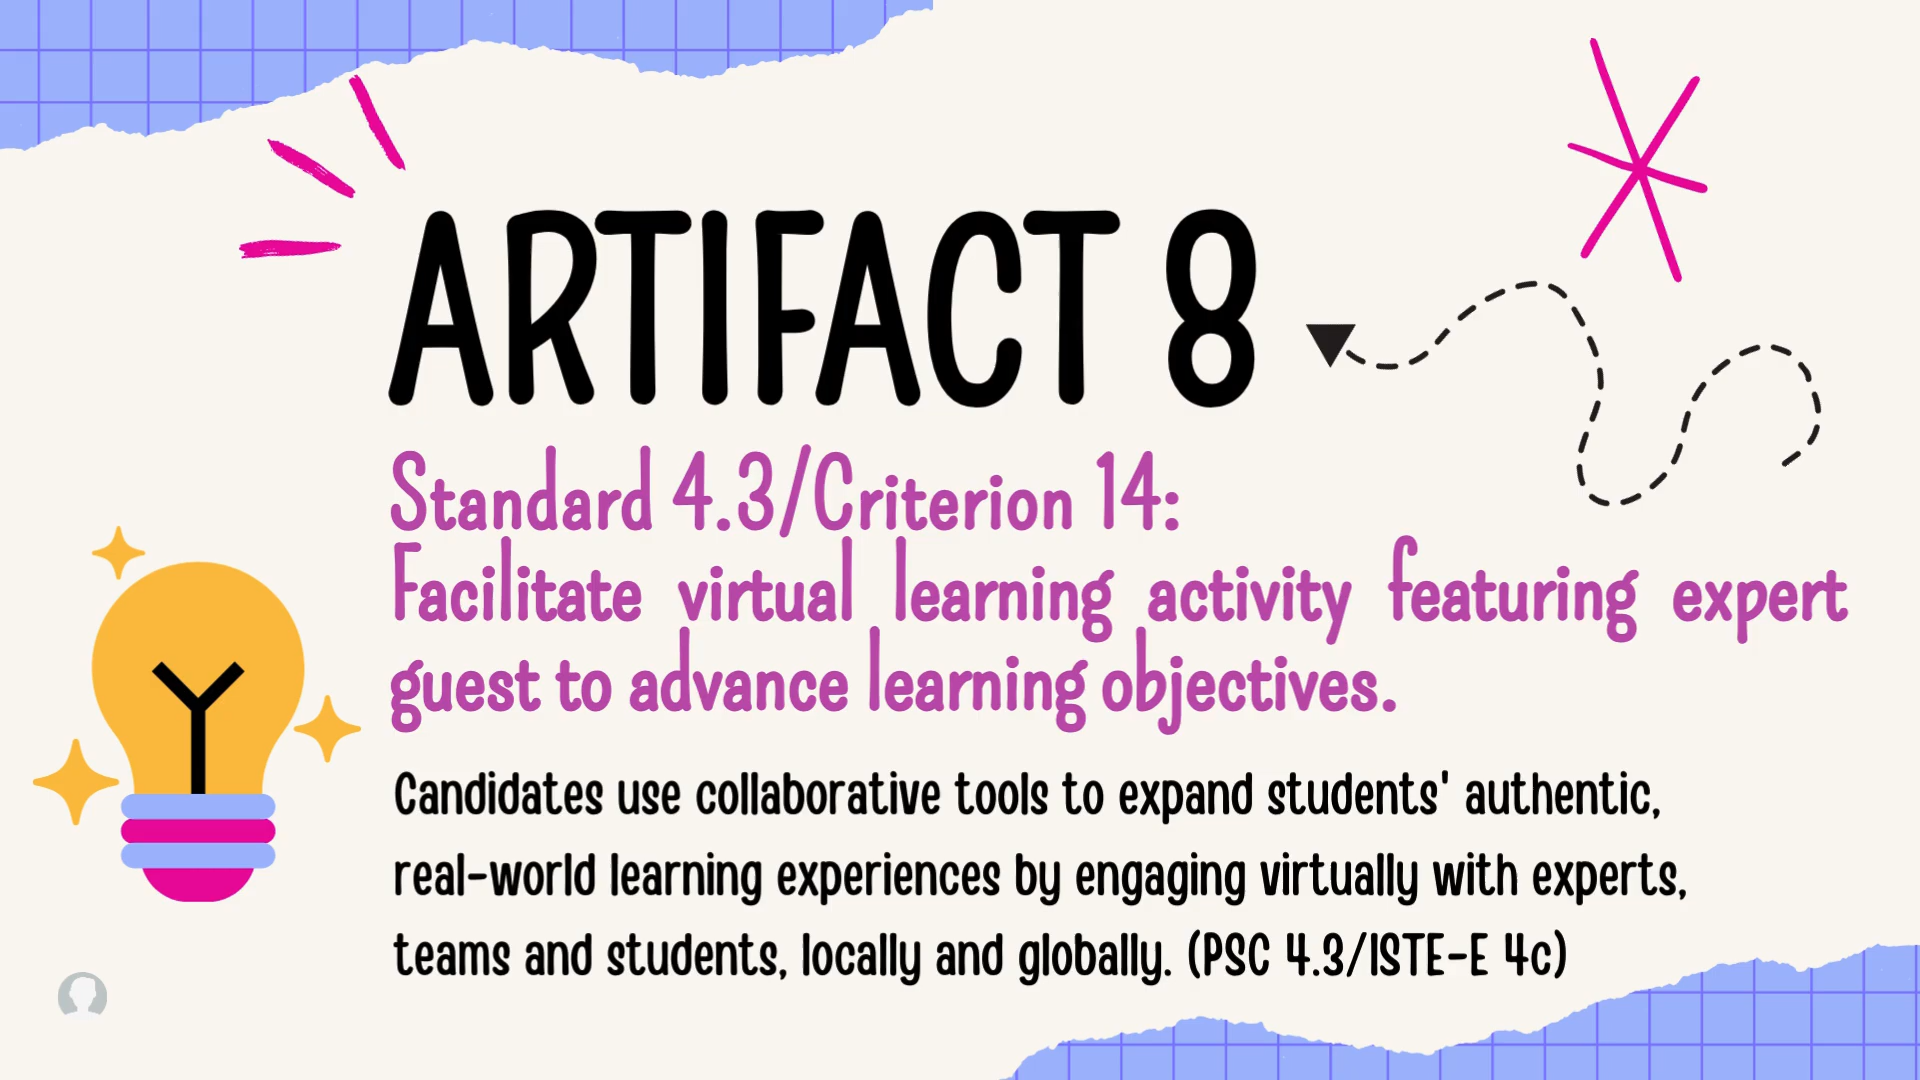 ARTIFACT 8
Standard 4.3/Criterion 14:
Facilitate virtual learning activity featuring expert
guest to advance learning objectives.
Candidates use collaborative tools to expand students' authentic,
real-world learning experiences by engaging virtually with experts,
teams and students, locally and globally. (PSC 4.3/ISTE-E 4c)